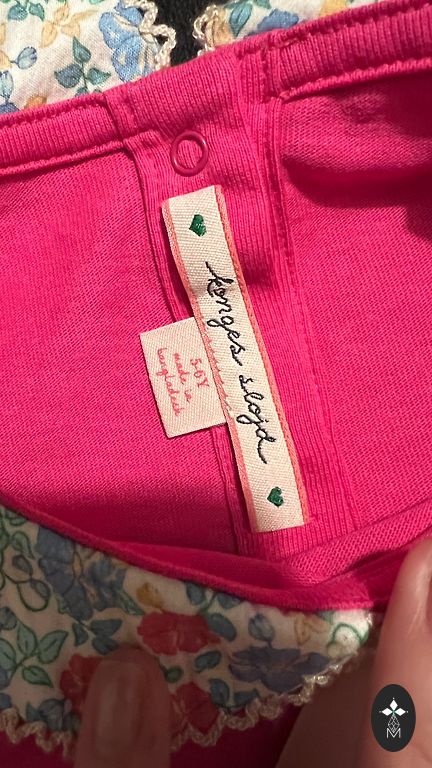 konges sløjd
5-6Y
made in
bangladesh
M